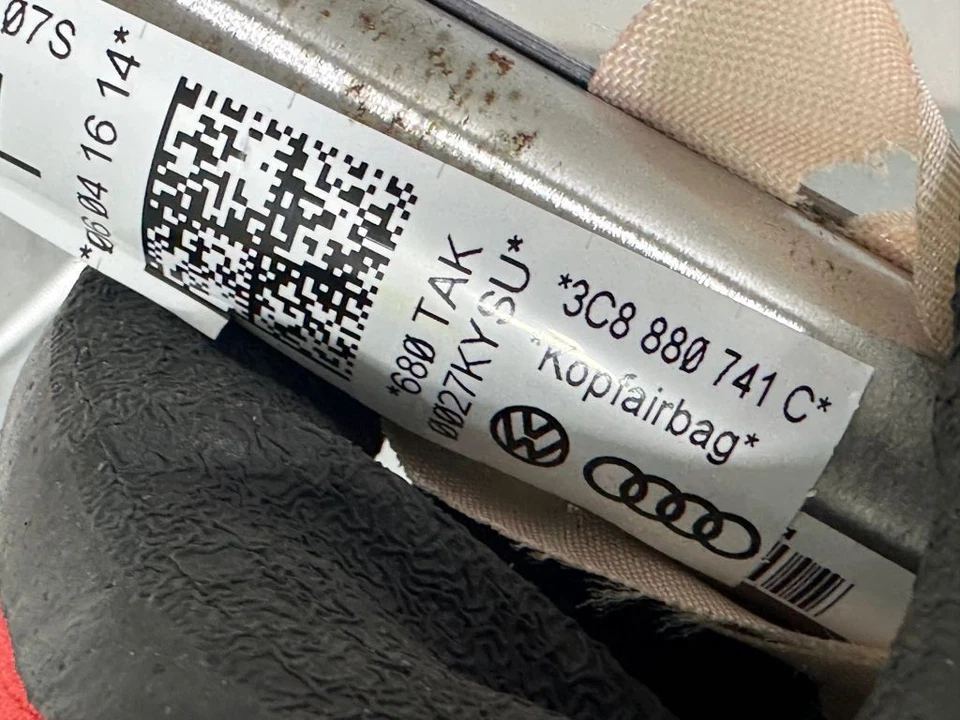 07S
*0604 16 14*
*680 TAK
0027KYSU*
*3C8 880 741 C*
*Kopfairbag*